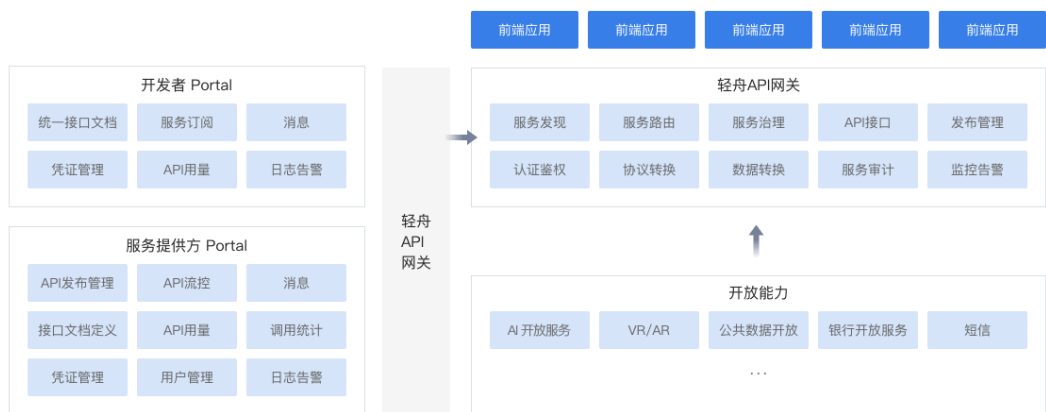 前端应用 前端应用 前端应用 前端应用 前端应用
开发者 Portal
统一接口文档 服务订阅 消息
凭证管理 API用量 日志告警
服务提供方 Portal
API发布管理 API流控 消息
接口文档定义 API用量 调用统计
凭证管理 用户管理 日志告警
轻舟
API
网关
轻舟API网关
服务发现 服务路由 服务治理 API接口 发布管理
认证鉴权 协议转换 数据转换 服务审计 监控告警
开放能力
AI 开放服务 VR/AR 公共数据开放 银行开放服务 短信
...